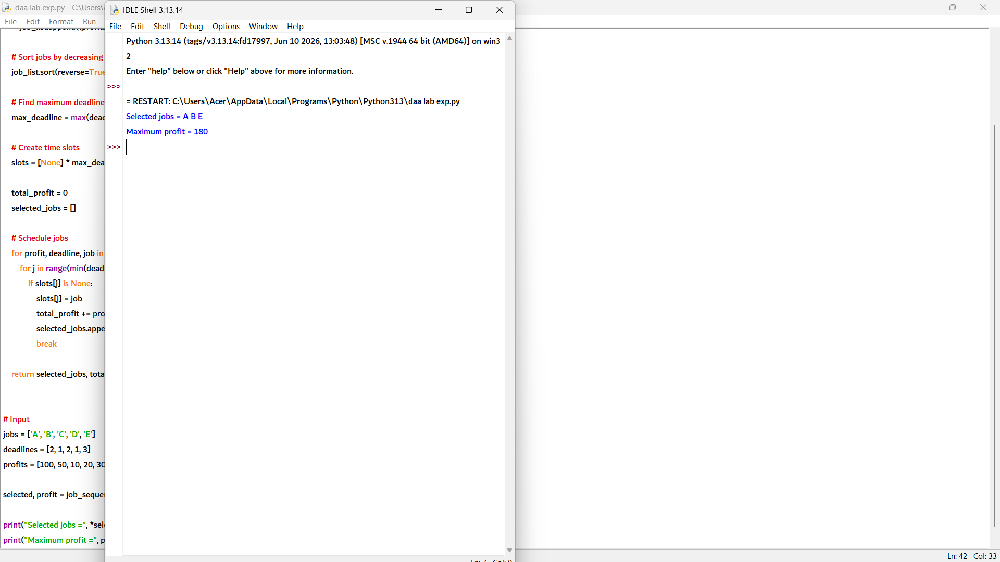 daa lab exp.py - C:\Users\
File Edit Format Run
# Sort jobs by decreasing
job_list.sort(reverse=True
# Find maximum deadline
max_deadline = max(dead
# Create time slots
slots = [None] * max_dea
total_profit = 0
selected_jobs = []
# Schedule jobs
for profit, deadline, job in
for j in range(min(dead
if slots[j] is None:
slots[j] = job
total_profit += pro
selected_jobs.appe
break
return selected_jobs, tota
# Input
jobs = ['A', 'B', 'C', 'D', 'E']
deadlines = [2, 1, 2, 1, 3]
profits = [100, 50, 10, 20, 30
selected, profit = job_seque
print("Selected jobs =", *sel
print("Maximum profit =", p
IDLE Shell 3.13.14
File Edit Shell Debug Options Window Help
Python 3.13.14 (tags/v3.13.14:fd17997, Jun 10 2026, 13:03:48) [MSC v.1944 64 bit (AMD64)] on win3
2
Enter "help" below or click "Help" above for more information.
>>>
= RESTART: C:\Users\Acer\AppData\Local\Programs\Python\Python313\daa lab exp.py
Selected jobs = A B E
Maximum profit = 180
>>>
Ln: 7 Col: 0
Ln: 42 Col: 33